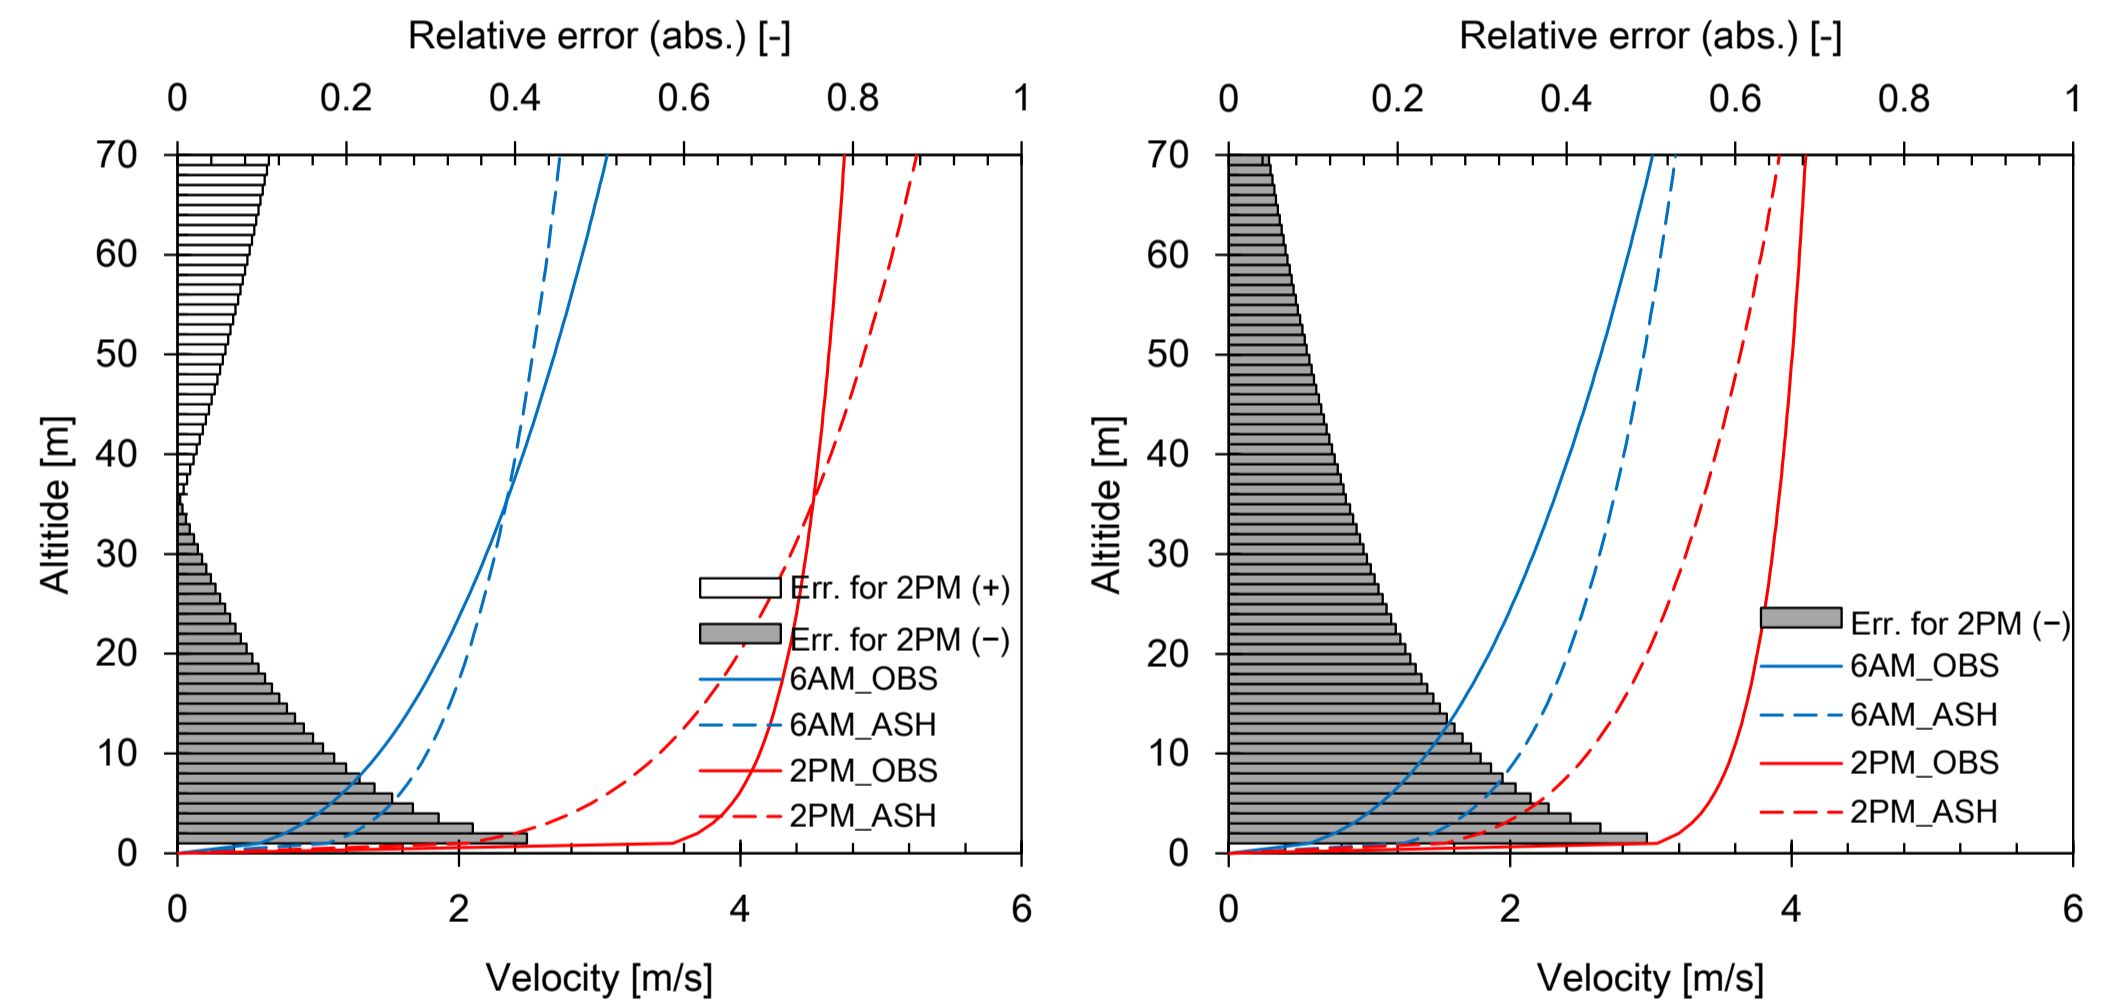 Relative error (abs.) [-]
0 0.2 0.4 0.6 0.8 1
70
60
50
40
30
20
10
0
Altitide [m]
Err. for 2PM (+)
Err. for 2PM (−)
6AM_OBS
6AM_ASH
2PM_OBS
2PM_ASH
0 2 4 6
Velocity [m/s]
Relative error (abs.) [-]
0 0.2 0.4 0.6 0.8 1
70
60
50
40
30
20
10
0
Altitide [m]
Err. for 2PM (−)
6AM_OBS
6AM_ASH
2PM_OBS
2PM_ASH
0 2 4 6
Velocity [m/s]